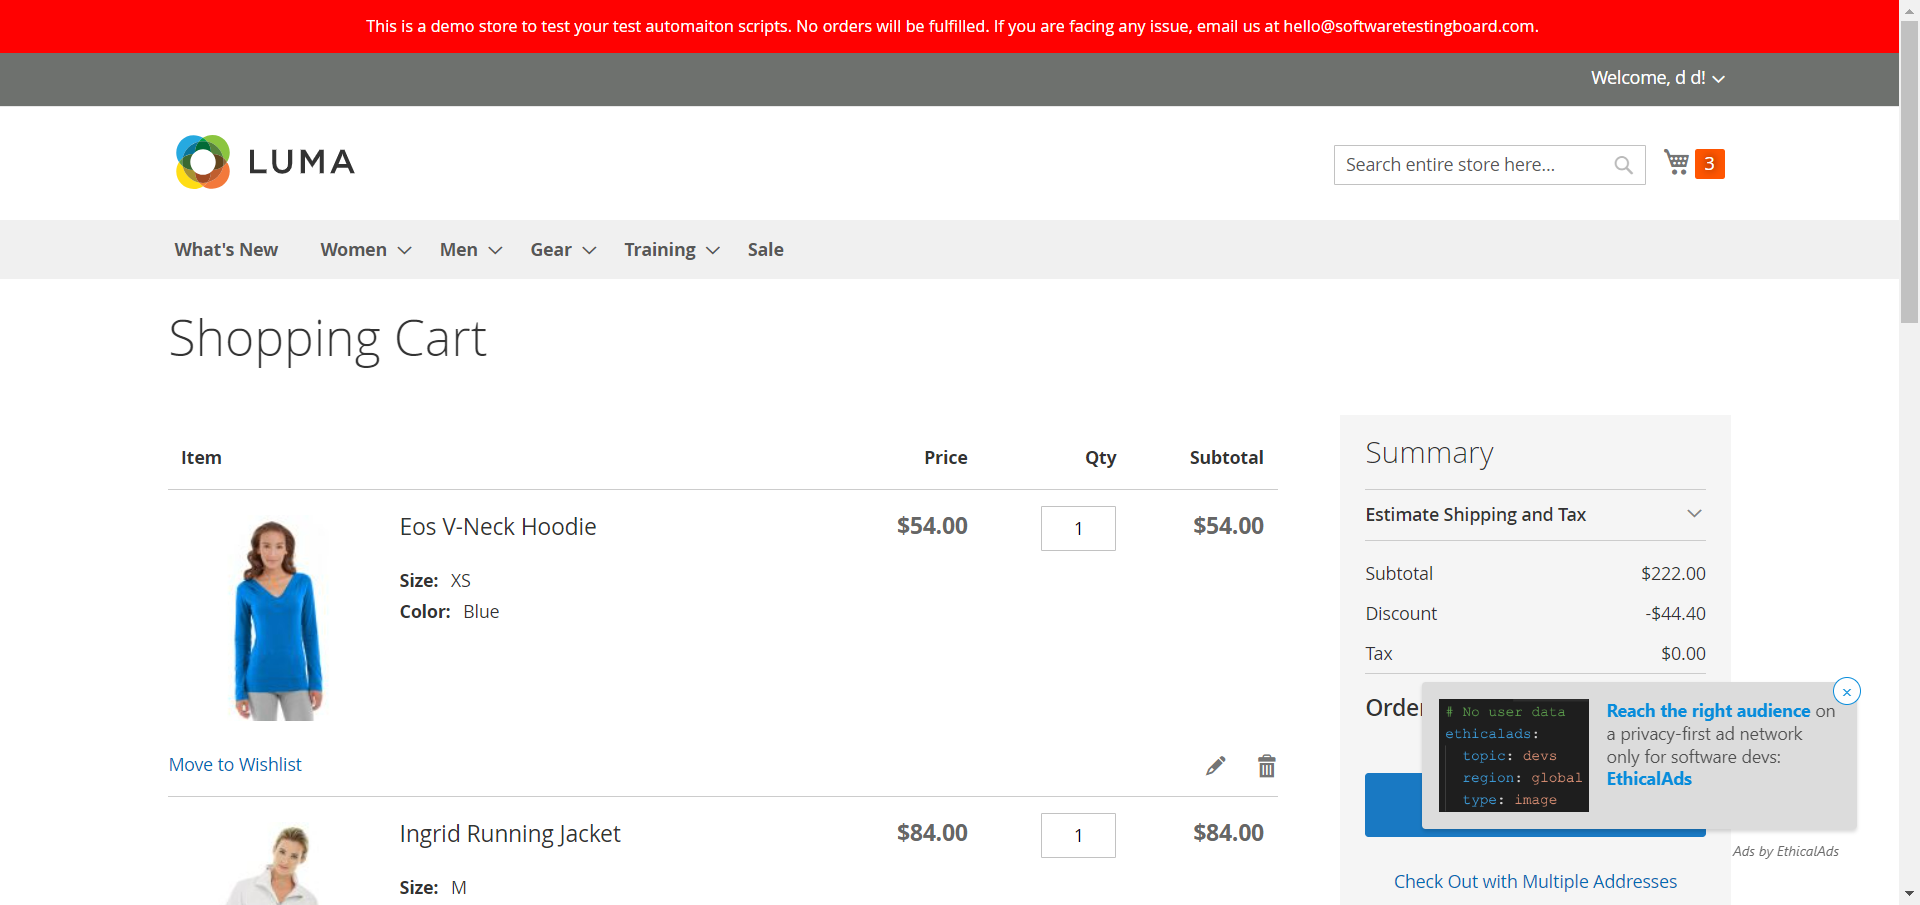 This is a demo store to test your test automaiton scripts. No orders will be fulfilled. If you are facing any issue, email us at hello@softwaretestingboard.com.
Welcome, d d!
LUMA
Search entire store here...
3
What's New Women Men Gear Training Sale
Shopping Cart
Item Price Qty Subtotal
Eos V-Neck Hoodie $54.00 1 $54.00
Size: XS
Color: Blue
Move to Wishlist
Ingrid Running Jacket $84.00 1 $84.00
Size: M
Summary
Estimate Shipping and Tax
Subtotal $222.00
Discount -$44.40
Tax $0.00
# No user data
ethicalads:
topic: devs
region: global
type: image
Reach the right audience on
a privacy-first ad network
only for software devs:
EthicalAds
Ads by EthicalAds
Check Out with Multiple Addresses